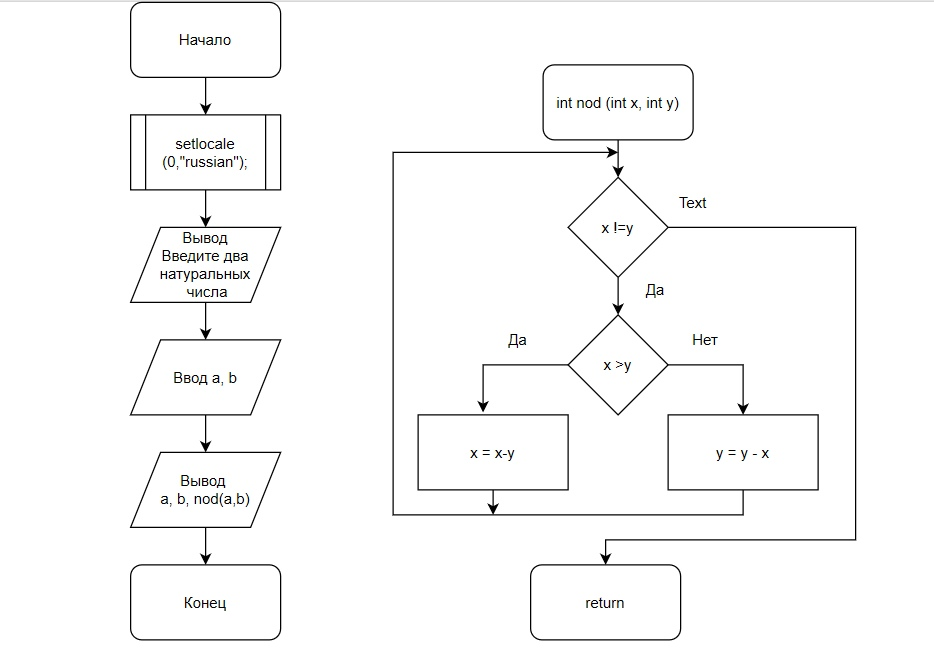 Начало
setlocale
(0,"russian");
Вывод
Введите два
натуральных
числа
Ввод a, b
Вывод
a, b, nod(a,b)
Конец
int nod (int x, int y)
x !=y
Text
Да
x >y
Да
Нет
x = x-y
y = y - x
return